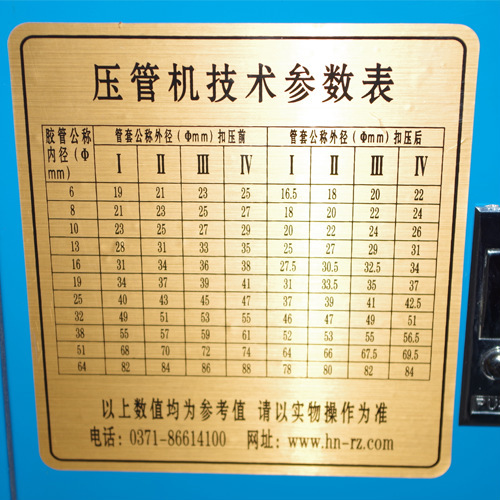 压管机技术参数表
胶管公称内径(Φmm) 管套公称外径(Φmm)扣压前 管套公称外径(Φmm)扣压后
I II III IV I II III IV
6 19 21 23 25 16.5 18 20 22
8 21 23 25 27 18 20 22 24
10 23 25 27 29 20 22 24 26
13 28 31 33 35 25 27 29 31
16 31 34 36 38 27.5 30.5 32.5 34
19 34 37 39 41 31 33.5 35 37
25 40 43 45 47 37 39 41 42.5
32 49 51 53 55 46 47 49 51
38 55 57 59 61 52 53 55 56.5
51 68 70 72 74 64 66 67.5 69.5
64 82 84 86 88 78 80 82 84
以上数值均为参考值 请以实物操作为准
电话:0371-86614100 网址:www.hn-rz.com